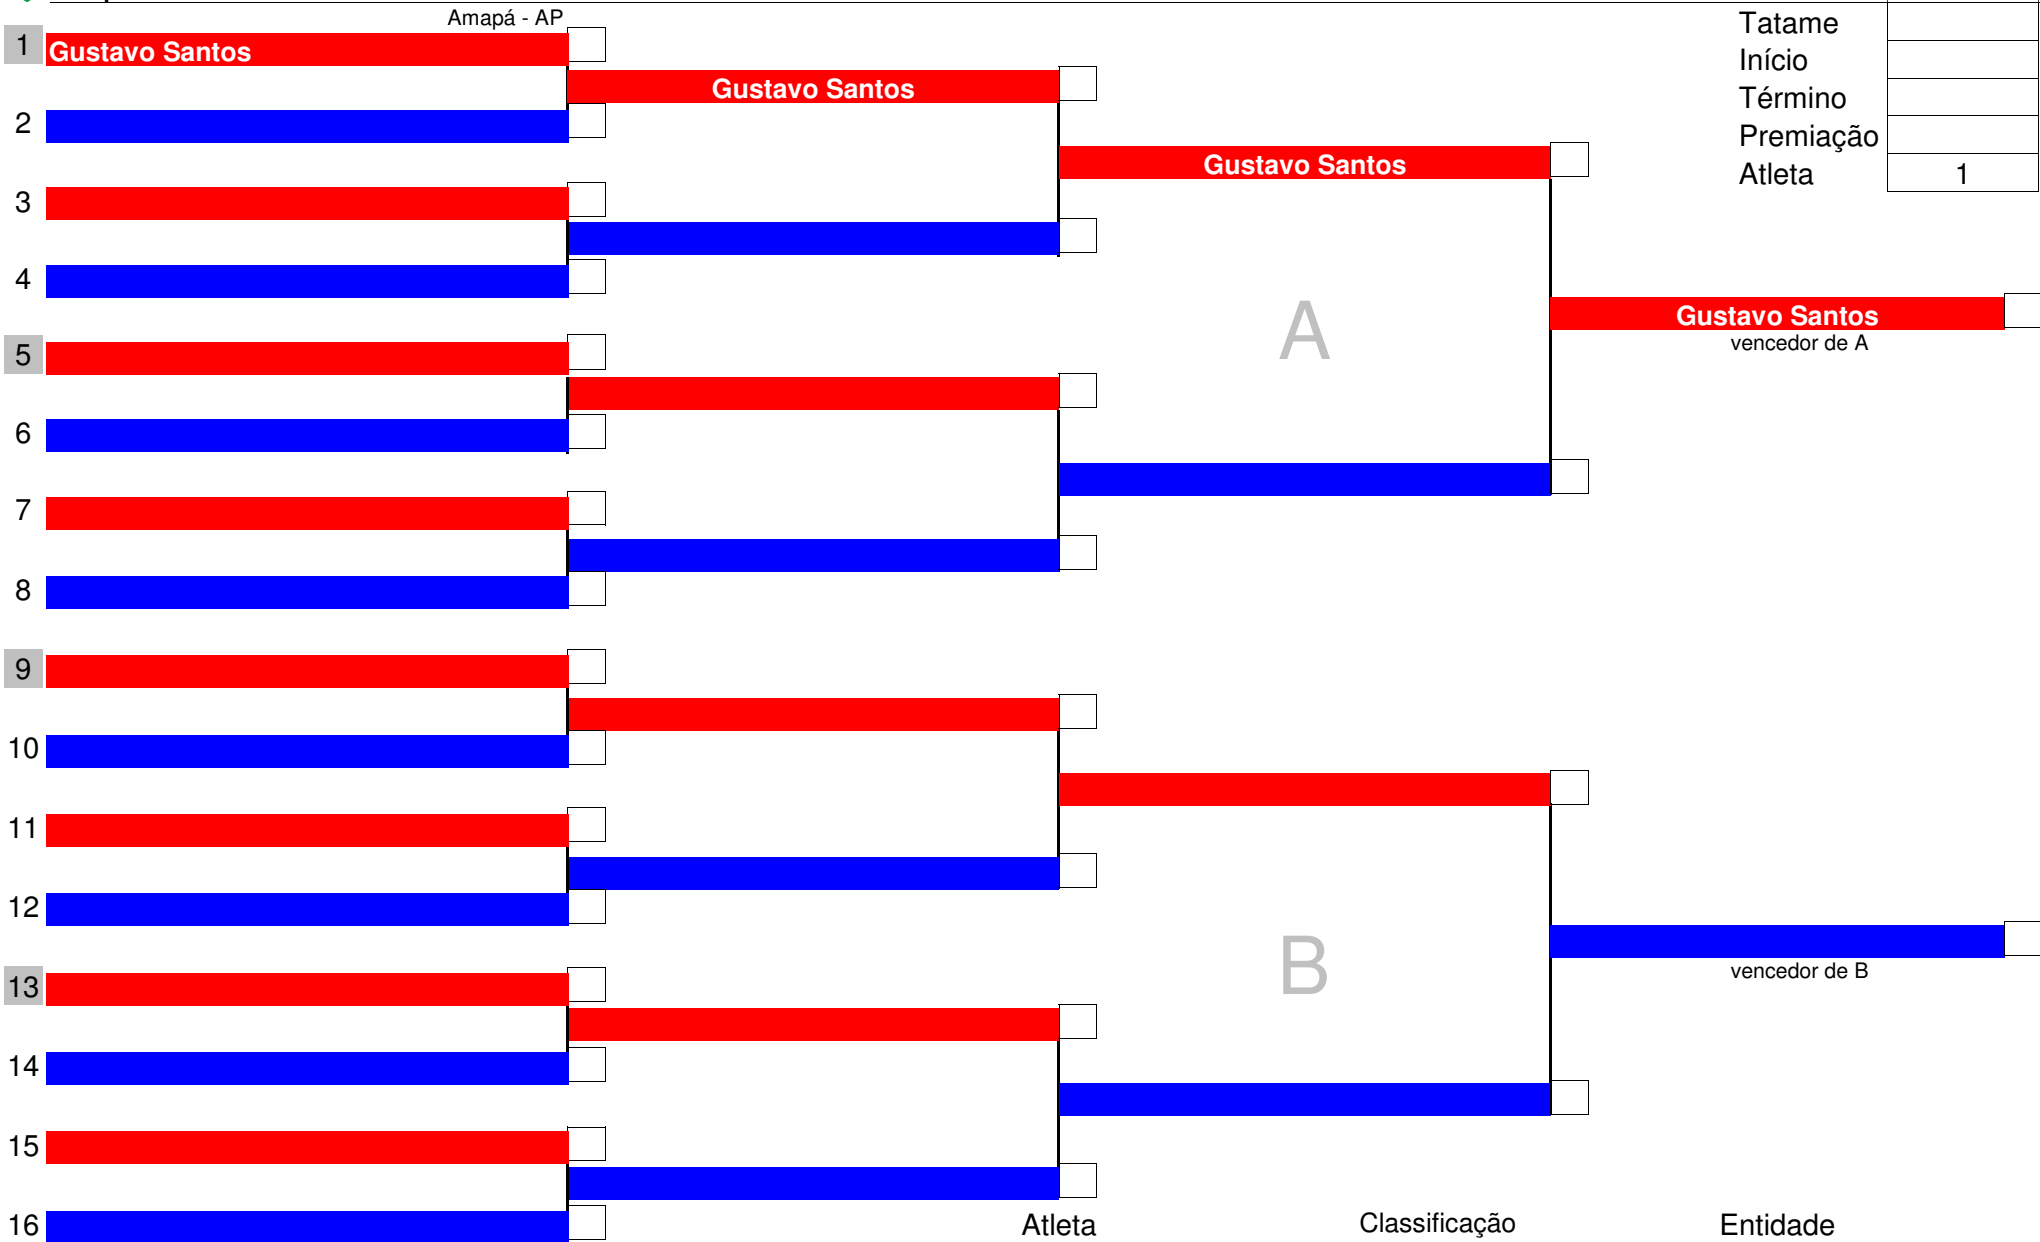 Amapá - AP
Tatame
1 Gustavo Santos
Início
Gustavo Santos
Término
2
Premiação
Gustavo Santos
Atleta 1
3
4
A
Gustavo Santos
vencedor de A
5
6
7
8
9
10
11
12
B
vencedor de B
13
14
15
16
Atleta Classificação Entidade